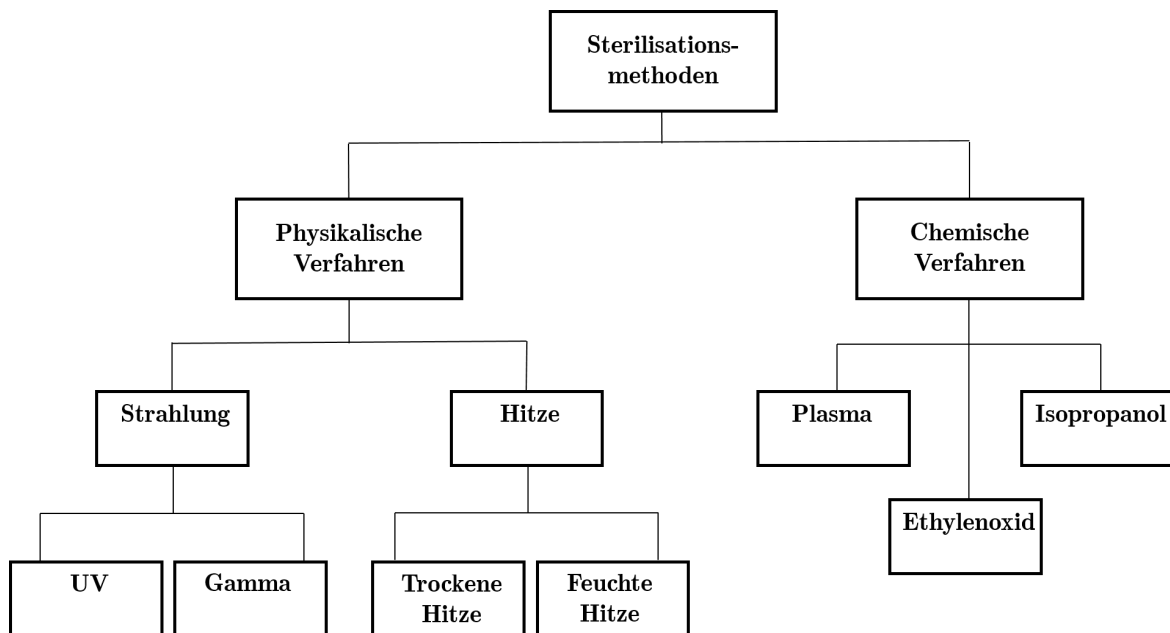 Sterilisations-
methoden
Physikalische
Verfahren
Chemische
Verfahren
Strahlung
Hitze
Plasma
Isopropanol
Ethylenoxid
UV
Gamma
Trockene
Hitze
Feuchte
Hitze